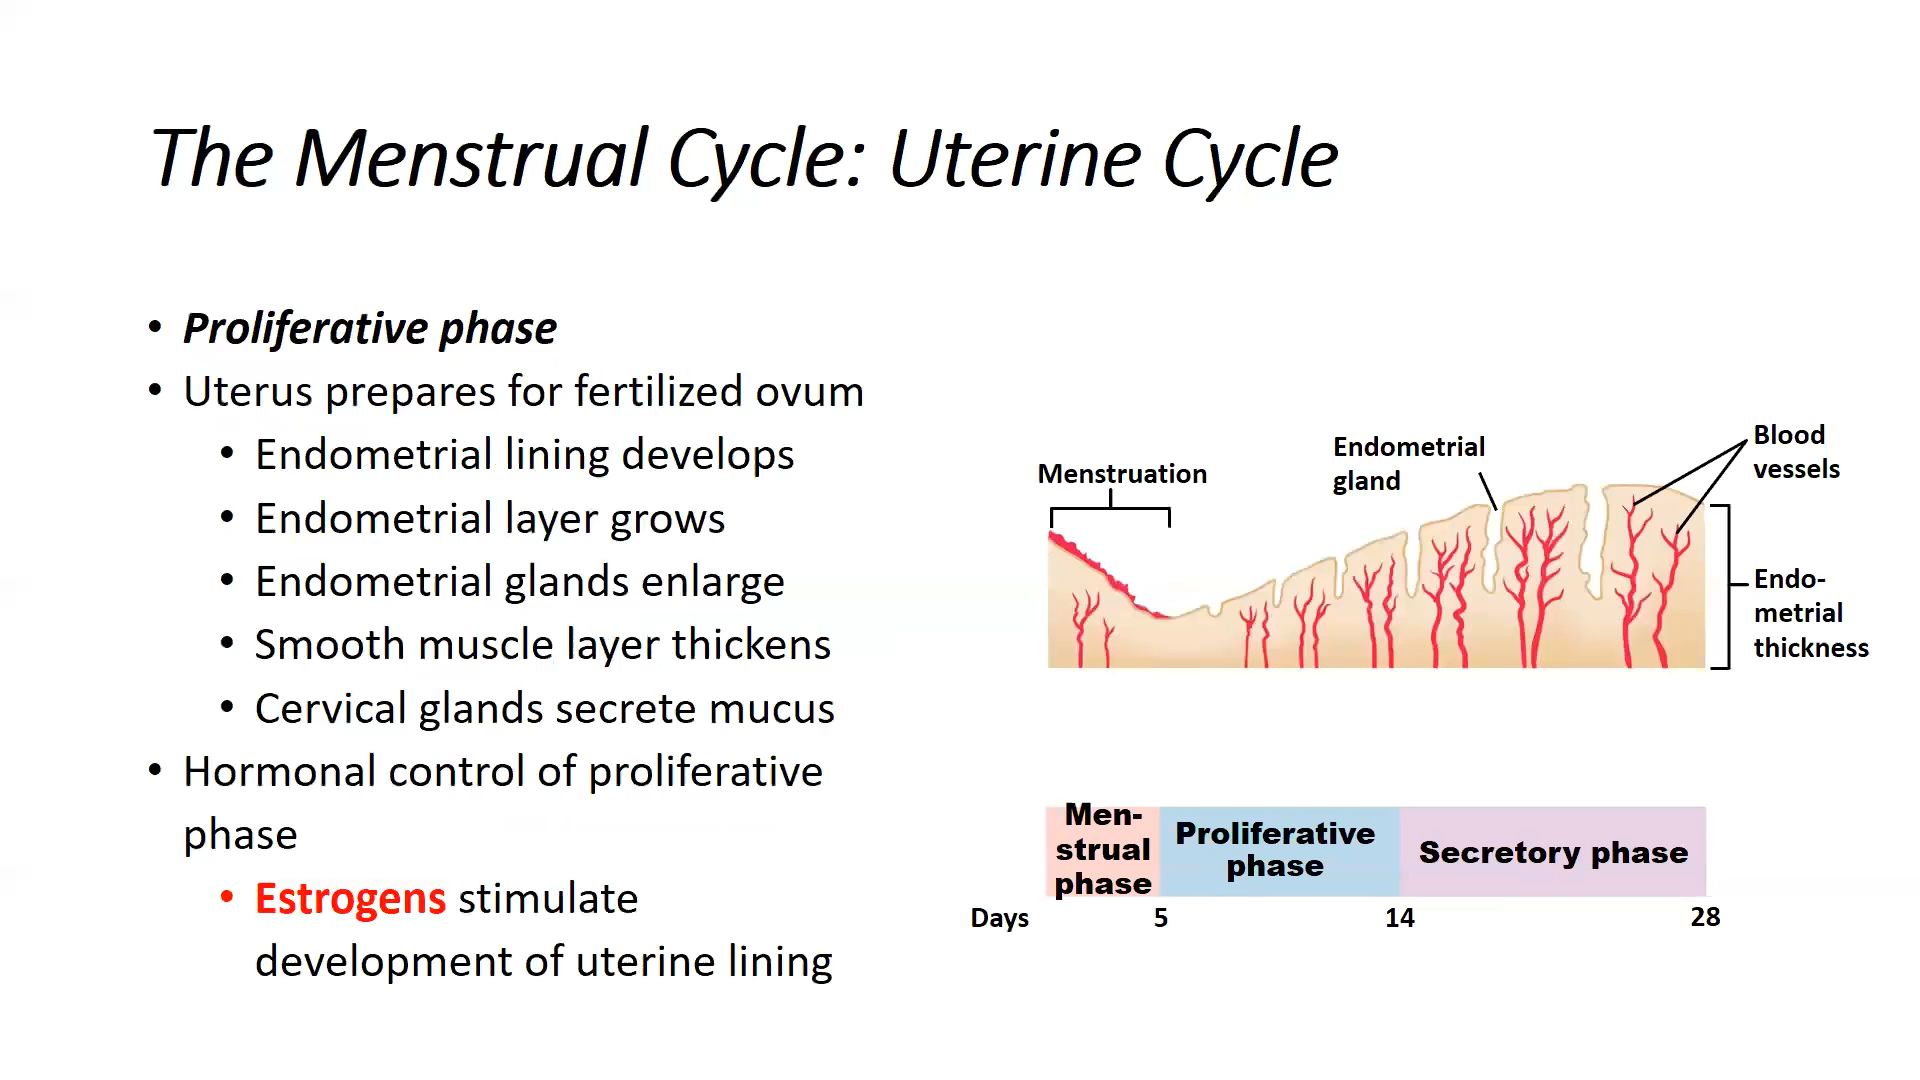 The Menstrual Cycle: Uterine Cycle
• Proliferative phase
• Uterus prepares for fertilized ovum
• Endometrial lining develops
• Endometrial layer grows
• Endometrial glands enlarge
• Smooth muscle layer thickens
• Cervical glands secrete mucus
• Hormonal control of proliferative
phase
• Estrogens stimulate
development of uterine lining
Menstruation
Endometrial
gland
Blood
vessels
Endo-
metrial
thickness
Men-
strual
phase
Proliferative
phase
Secretory phase
Days 5 14 28